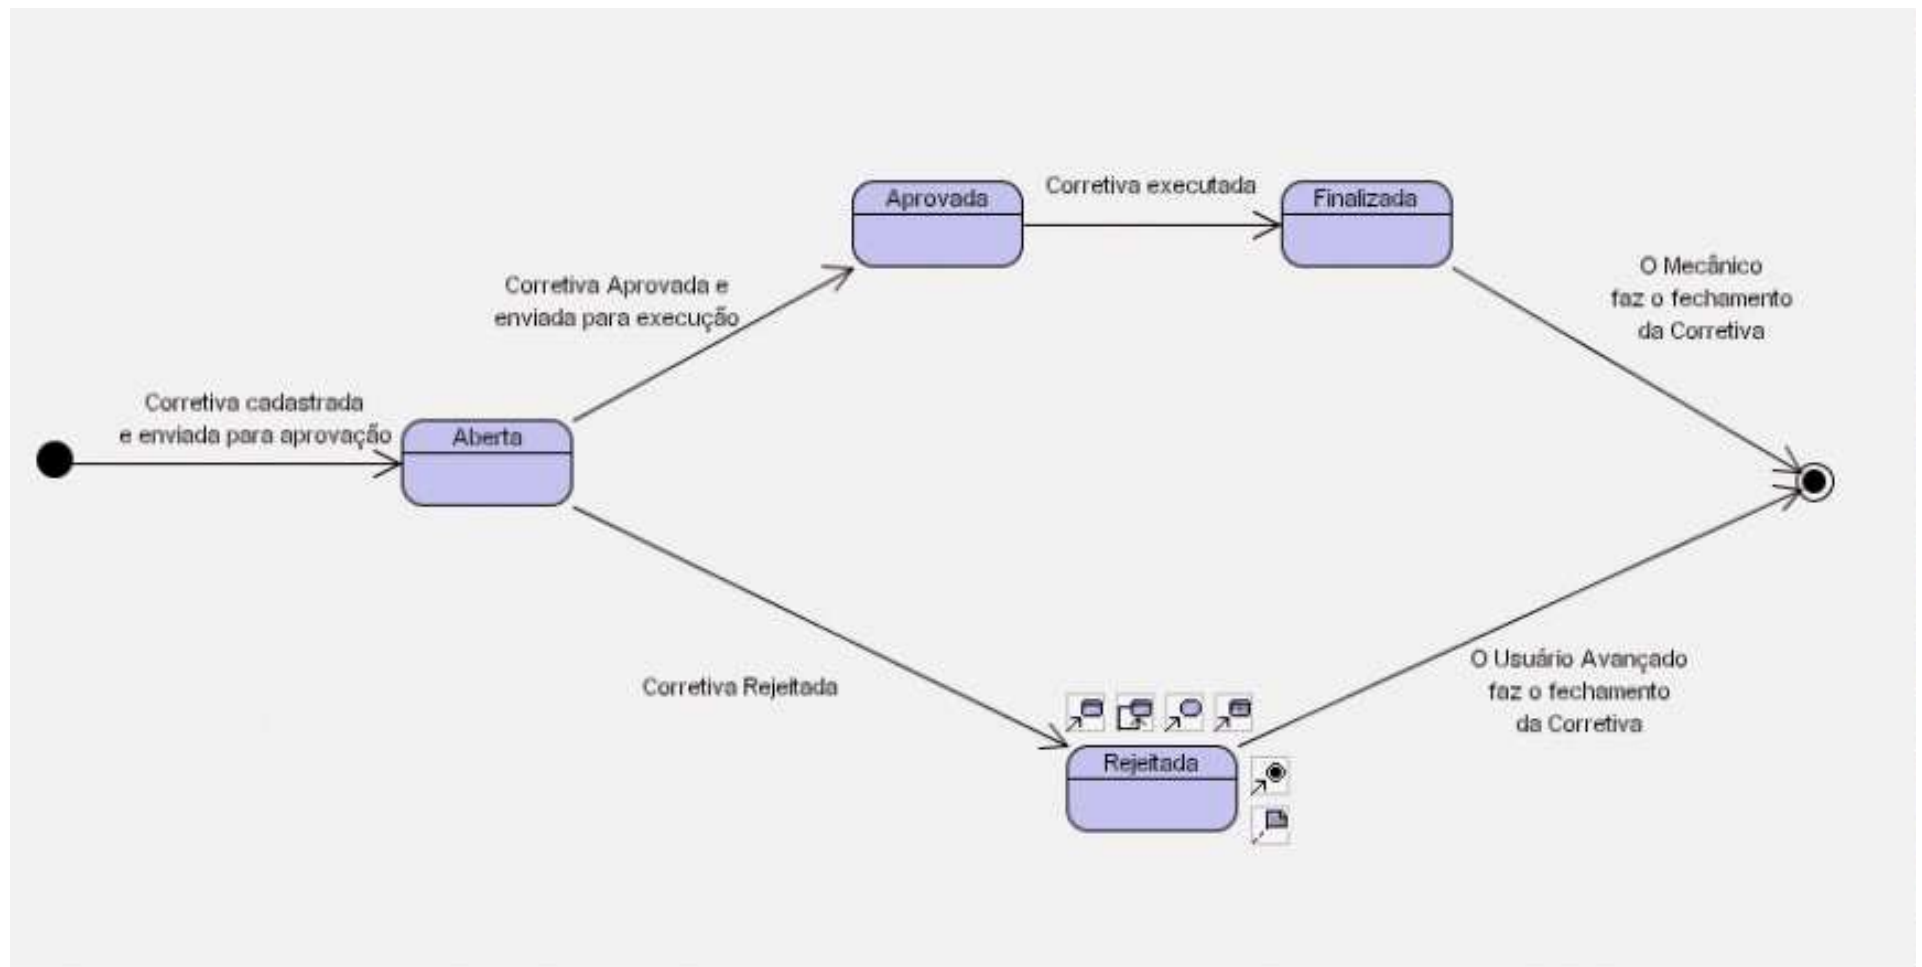 Corretiva cadastrada
e enviada para aprovação
Aberta
Corretiva Aprovada e
enviada para execução
Aprovada
Corretiva executada
Finalizada
O Mecânico
faz o fechamento
da Corretiva
Corretiva Rejeitada
Rejeitada
O Usuário Avançado
faz o fechamento
da Corretiva